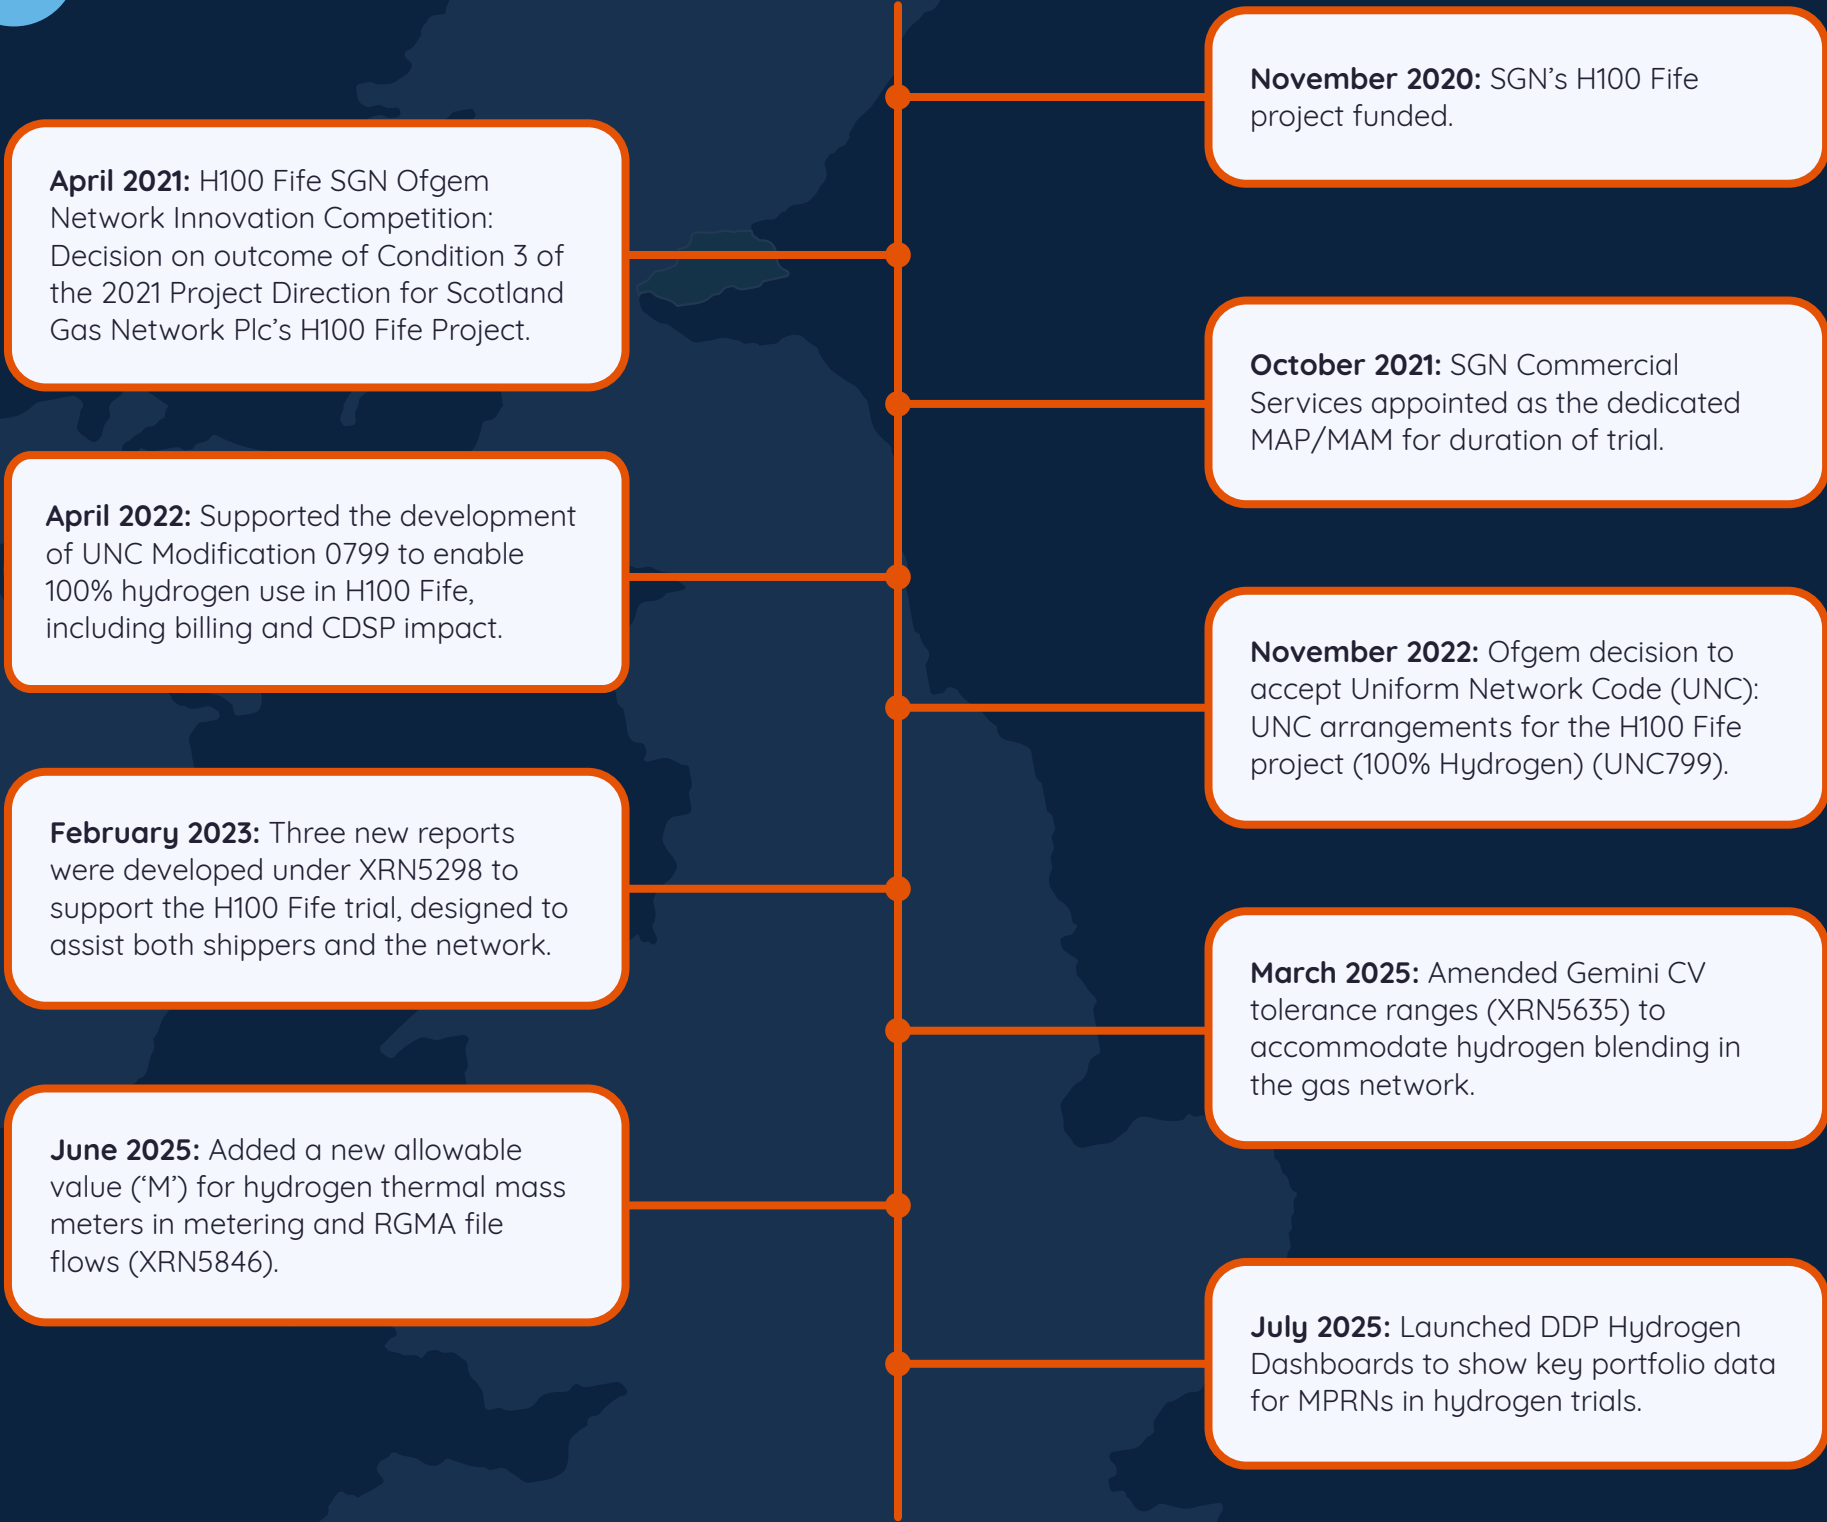 November 2020: SGN’s H100 Fife
project funded.
April 2021: H100 Fife SGN Ofgem
Network Innovation Competition:
Decision on outcome of Condition 3 of
the 2021 Project Direction for Scotland
Gas Network Plc’s H100 Fife Project.
October 2021: SGN Commercial
Services appointed as the dedicated
MAP/MAM for duration of trial.
April 2022: Supported the development
of UNC Modification 0799 to enable
100% hydrogen use in H100 Fife,
including billing and CDSP impact.
November 2022: Ofgem decision to
accept Uniform Network Code (UNC):
UNC arrangements for the H100 Fife
project (100% Hydrogen) (UNC799).
February 2023: Three new reports
were developed under XRN5298 to
support the H100 Fife trial, designed to
assist both shippers and the network.
March 2025: Amended Gemini CV
tolerance ranges (XRN5635) to
accommodate hydrogen blending in
the gas network.
June 2025: Added a new allowable
value (‘M’) for hydrogen thermal mass
meters in metering and RGMA file
flows (XRN5846).
July 2025: Launched DDP Hydrogen
Dashboards to show key portfolio data
for MPRNs in hydrogen trials.